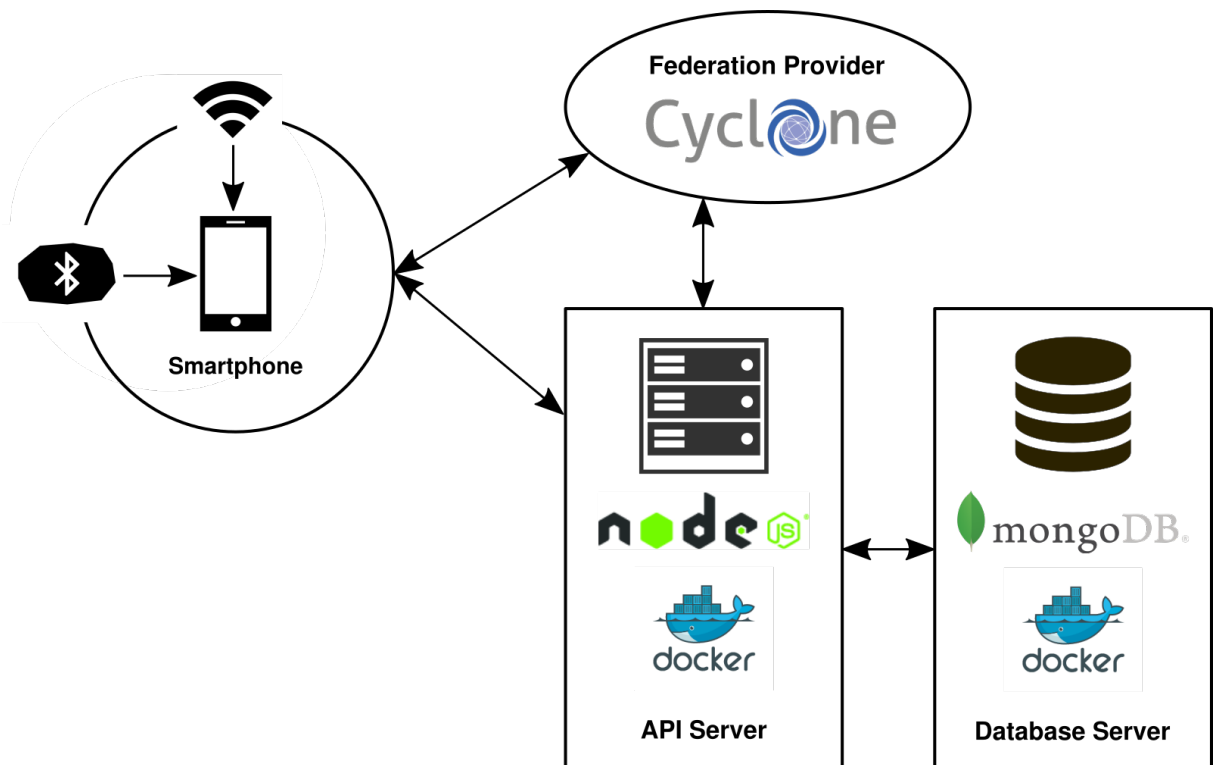 Federation Provider
Cyclone
Smartphone
node
JS
®
mongoDB®
docker
docker
API Server
Database Server